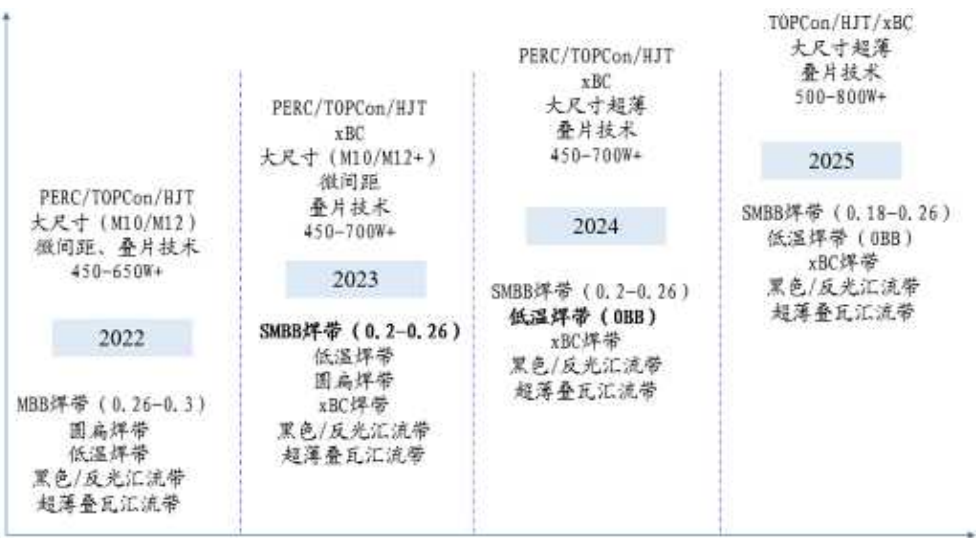 PERC/TOPCon/HJT
大尺寸（M10/M12）
微间距、叠片技术
450-650W+
2022
MBB焊带（0.26-0.3）
圆扁焊带
低温焊带
黑色/反光汇流带
超薄叠瓦汇流带
PERC/TOPCon/HJT
xBC
大尺寸（M10/M12+）
微间距
叠片技术
450-700W+
2023
SMBB焊带（0.2-0.26）
低温焊带
圆扁焊带
xBC焊带
黑色/反光汇流带
超薄叠瓦汇流带
PERC/TOPCon/HJT
xBC
大尺寸超薄
叠片技术
450-700W+
2024
SMBB焊带（0.2-0.26）
低温焊带（0BB）
xBC焊带
黑色/反光汇流带
超薄叠瓦汇流带
TOPCon/HJT/xBC
大尺寸超薄
叠片技术
500-800W+
2025
SMBB焊带（0.18-0.26）
低温焊带（0BB）
xBC焊带
黑色/反光汇流带
超薄叠瓦汇流带